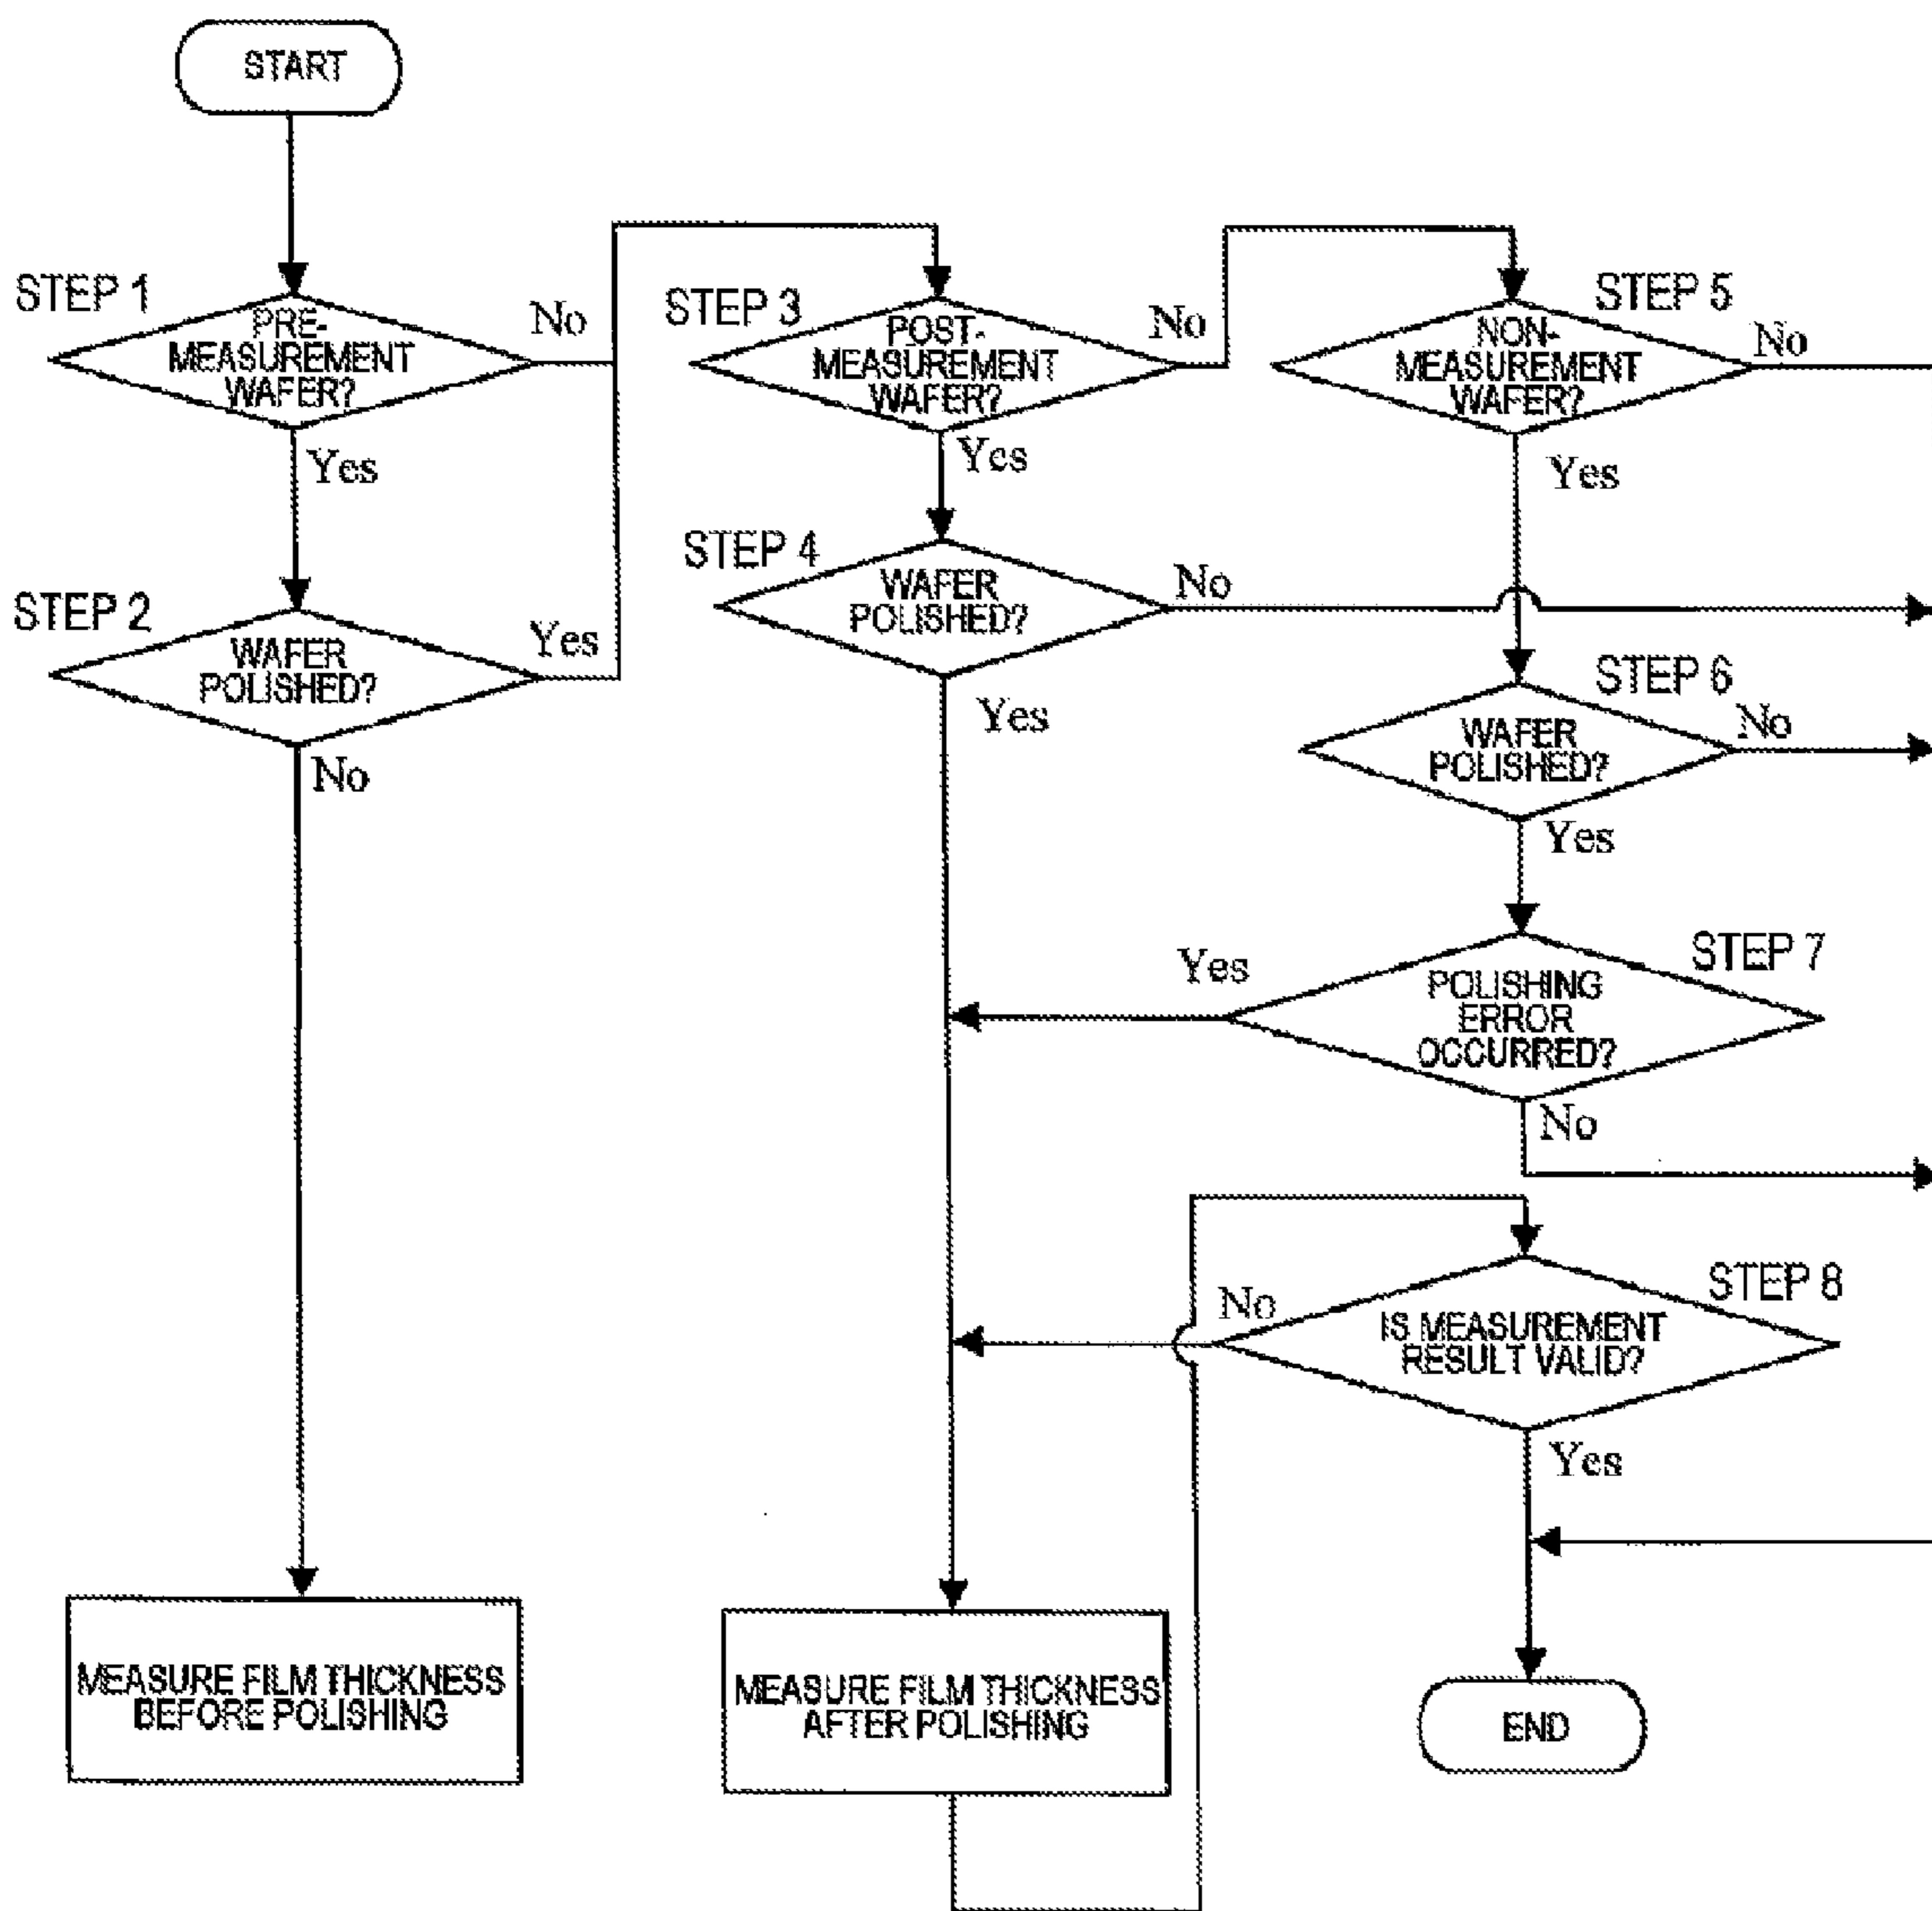 START
STEP 1
PRE-
MEASUREMENT
WAFER?
No
Yes
STEP 2
WAFER
POLISHED?
Yes
No
MEASURE FILM THICKNESS
BEFORE POLISHING
STEP 3
POST-
MEASUREMENT
WAFER?
No
Yes
STEP 4
WAFER
POLISHED?
No
Yes
MEASURE FILM THICKNESS
AFTER POLISHING
STEP 5
NON-
MEASUREMENT
WAFER?
No
Yes
STEP 6
WAFER
POLISHED?
No
Yes
STEP 7
POLISHING
ERROR
OCCURRED?
Yes
No
STEP 8
IS MEASUREMENT
RESULT VALID?
No
Yes
END